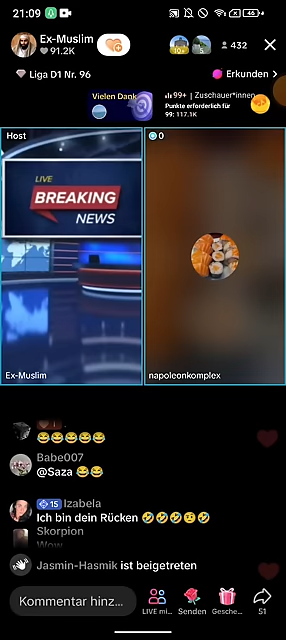 21:09
46
Ex-Muslim
91.2K
432
Liga D1 Nr. 96
Erkunden
Vielen Dank
99+ | Zuschauer*innen
Punkte erforderlich für
99: 117.1K
Host
0
LIVE
BREAKING
NEWS
Ex-Muslim
napoleonkomplex
😂😂😂😂😂
Babe007
@Saza 😂😂
15 Izabela
Ich bin dein Rücken 🤣🤣🤣🤨🤣
Skorpion
Wow
Jasmin-Hasmik ist beigetreten
Kommentar hinz...
LIVE mi...
Senden
Gesche...
51